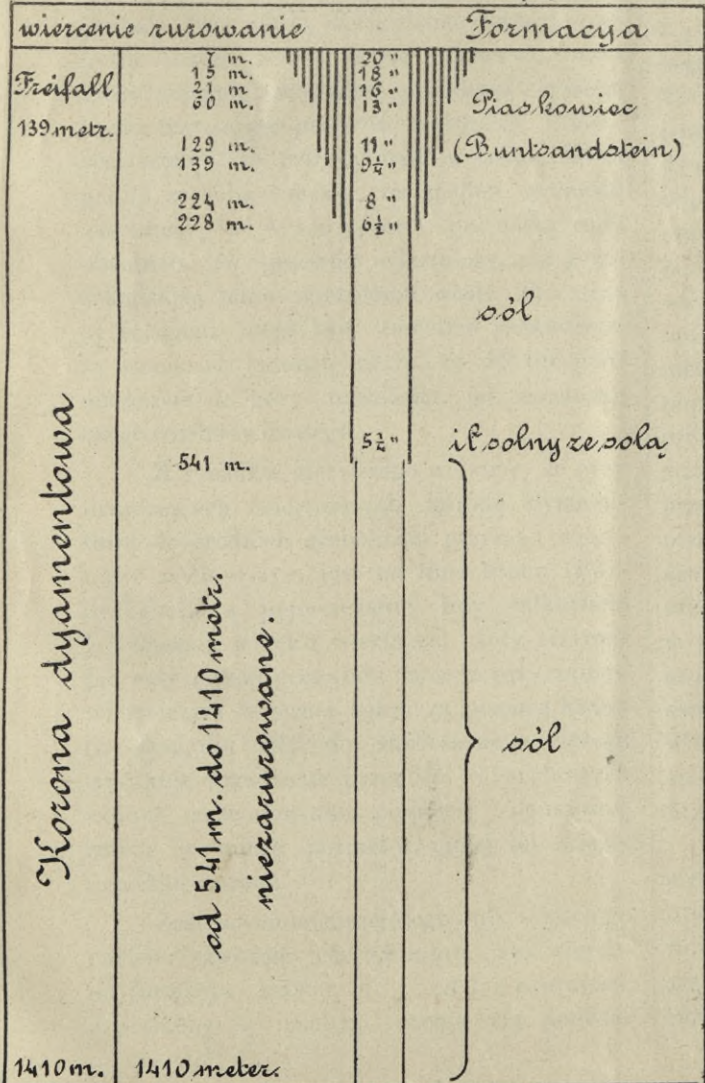 wiercenie rurowanie Formacya
7 m. 20"
15 m. 18"
Freifall 21 m 16"
60 m. 13" Piaskowiec
139 metr.
129 m. 11" (Buntsandstein)
139 m. 9¼"
224 m. 8"
228 m. 6½"
sól
5¼" ił solny ze solą
541 m.
Korona dyamentowa
od 541 m. do 1410 metr.
niezarurowane.
sól
1410 m. 1410 meter.